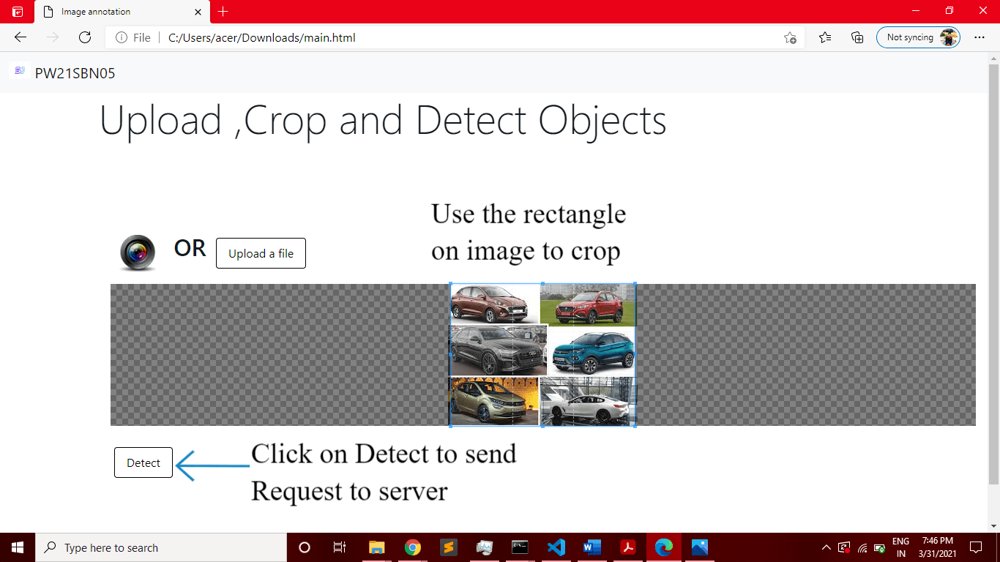 Image annotation
File
C:/Users/acer/Downloads/main.html
Not syncing
PW21SBN05
Upload ,Crop and Detect Objects
Use the rectangle
on image to crop
OR
Upload a file
Detect
Click on Detect to send
Request to server
Type here to search
ENG
IN
7:46 PM
3/31/2021